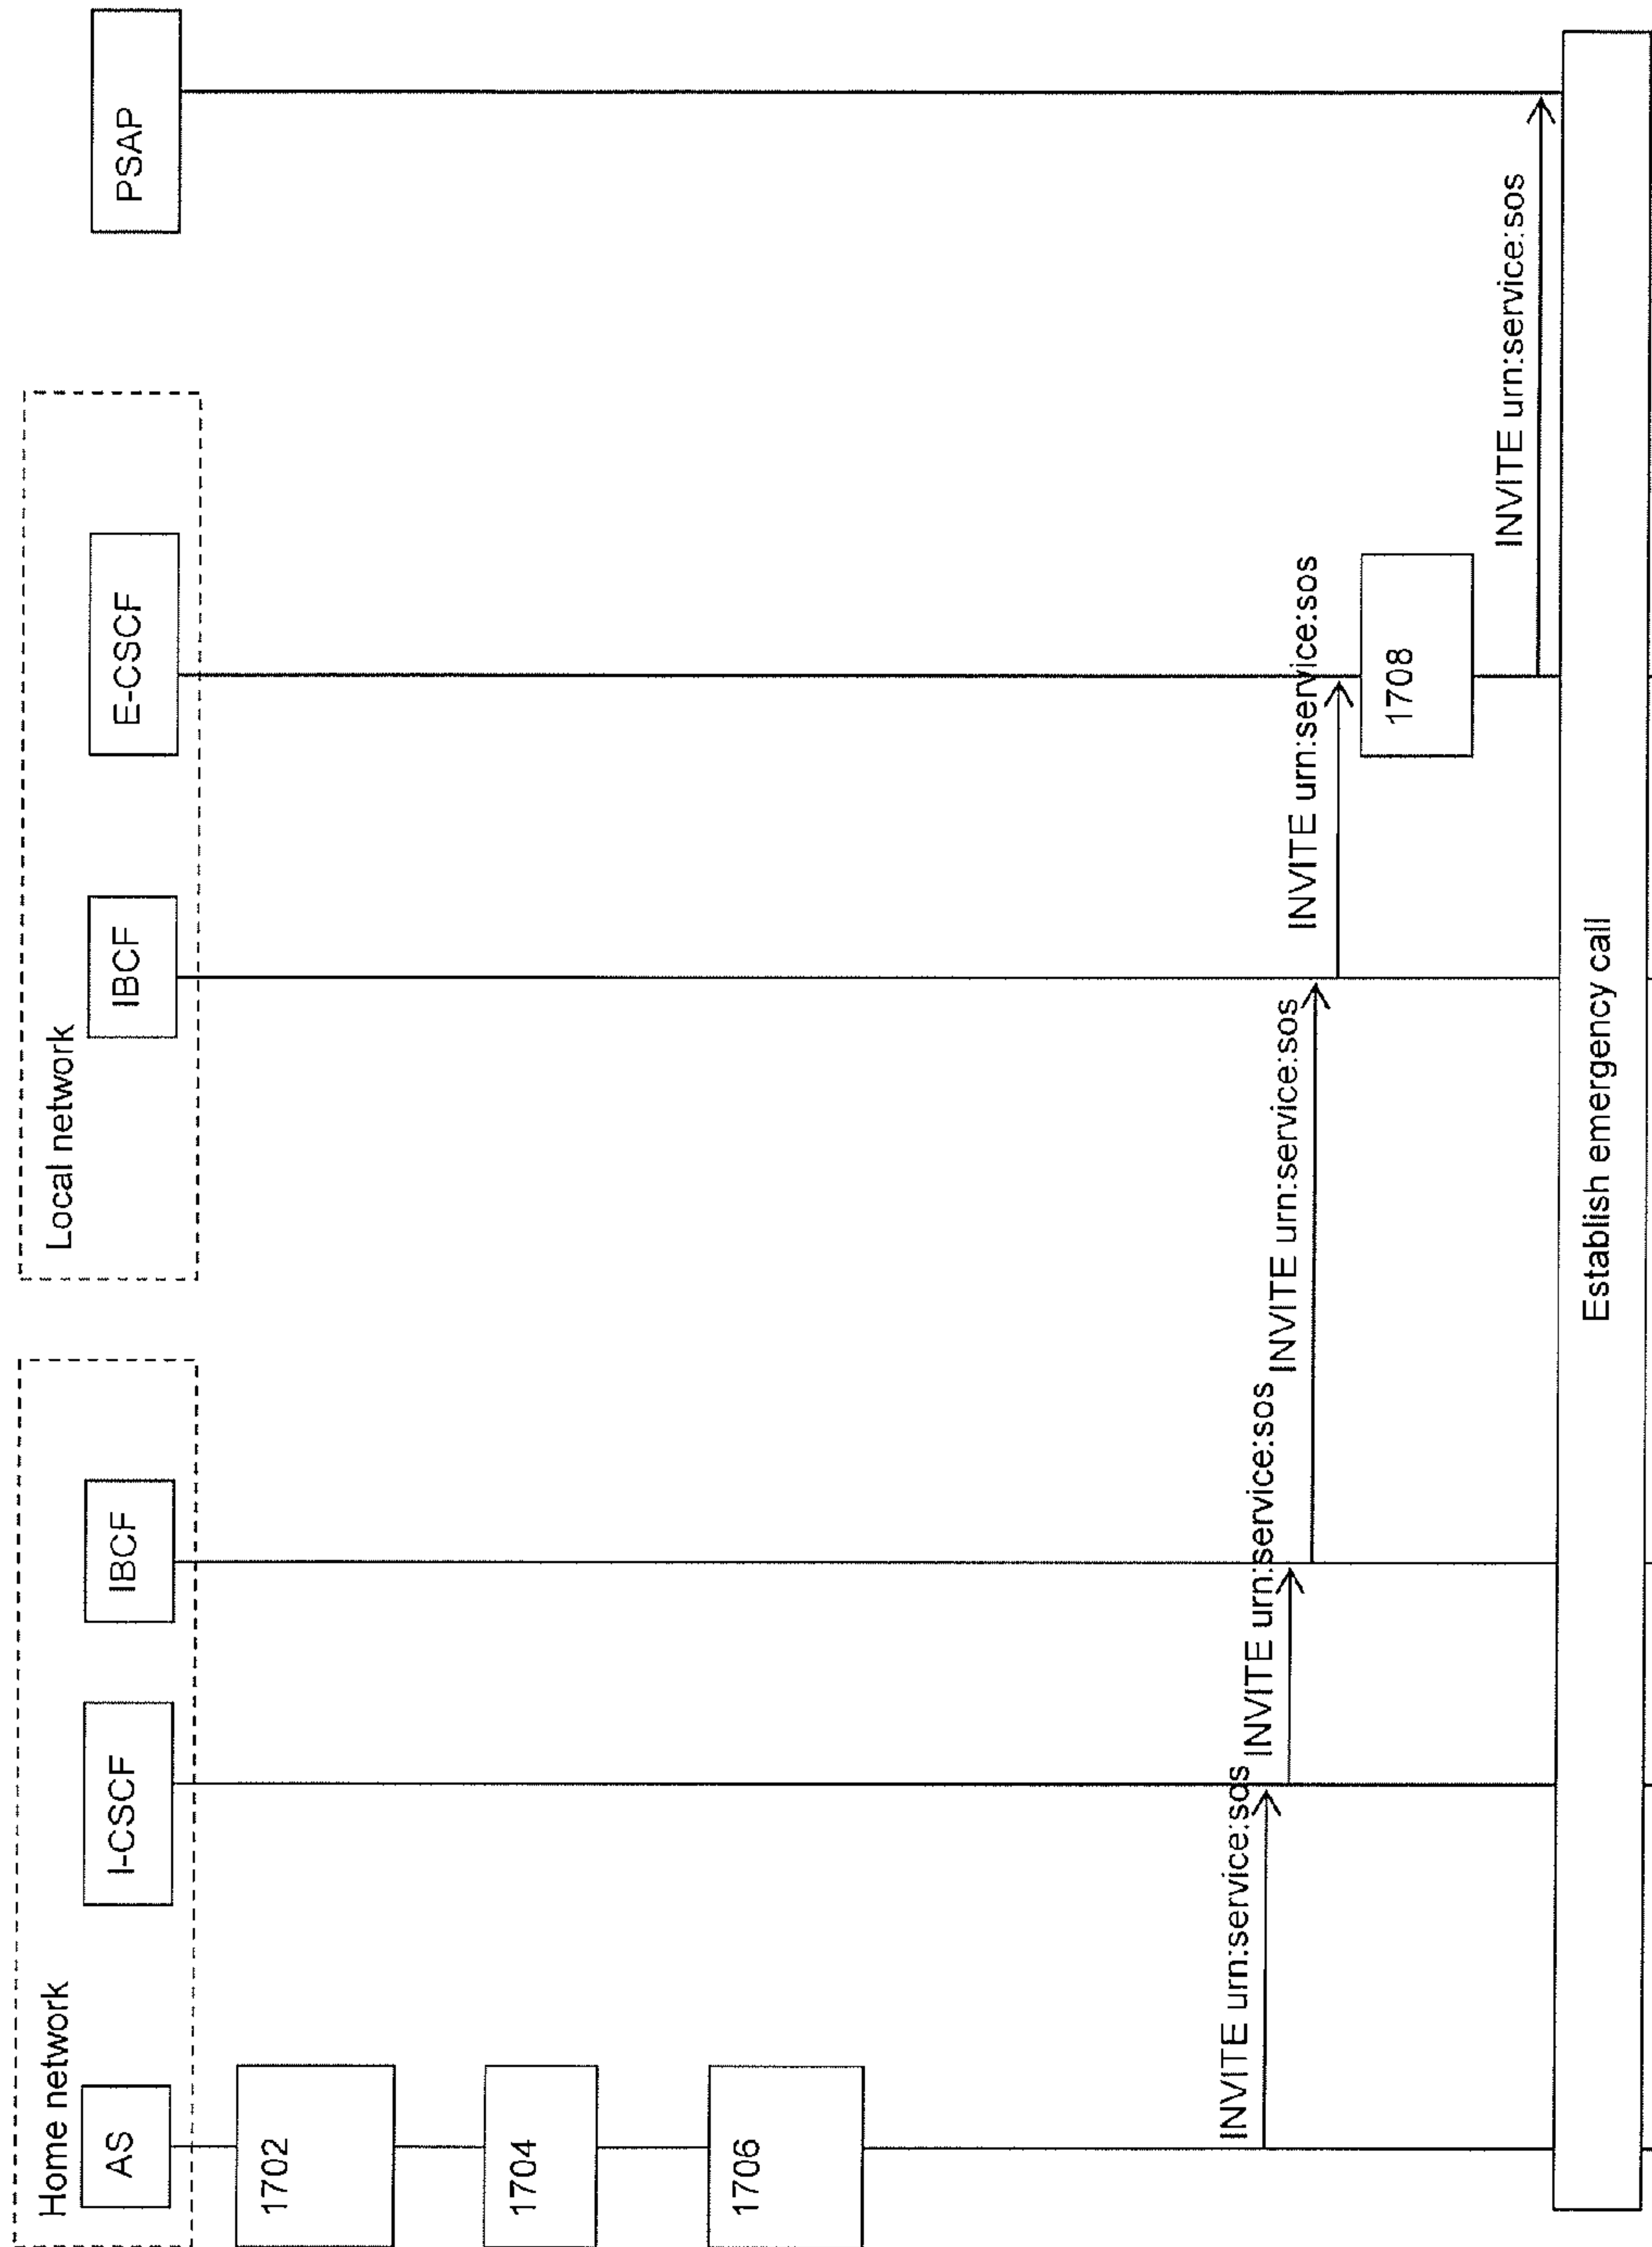 Home network
Local network
AS
I-CSCF
IBCF
IBCF
E-CSCF
PSAP
1702
1704
1706
INVITE urn:service:sos
INVITE urn:service:sos
INVITE urn:service:sos
INVITE urn:service:sos
1708
INVITE urn:service:sos
Establish emergency call